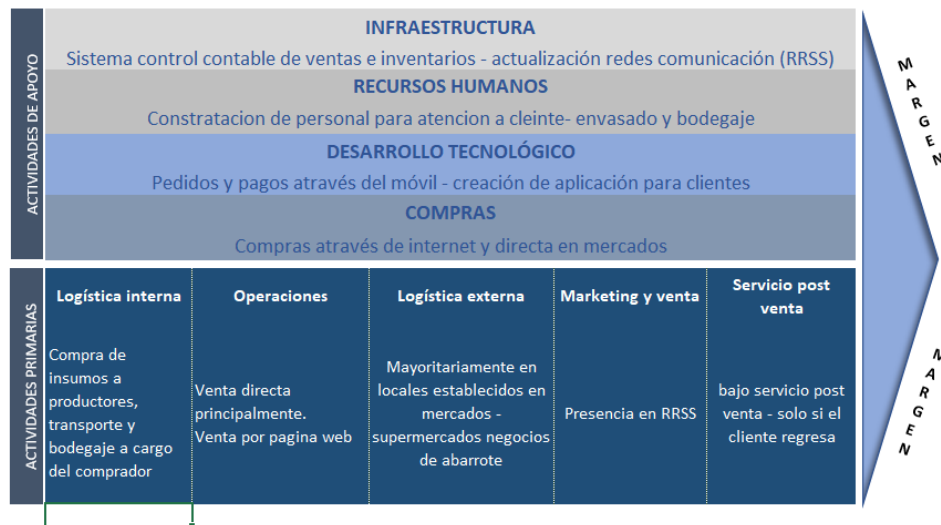 ACTIVIDADES DE APOYO
INFRAESTRUCTURA
Sistema control contable de ventas e inventarios - actualización redes comunicación (RRSS)
RECURSOS HUMANOS
Constratacion de personal para atencion a cleinte- envasado y bodegaje
DESARROLLO TECNOLÓGICO
Pedidos y pagos através del móvil - creación de aplicación para clientes
COMPRAS
Compras através de internet y directa en mercados
MARGEN
ACTIVIDADES PRIMARIAS
Logística interna
Compra de
insumos a
productores,
transporte y
bodegaje a cargo
del comprador
Operaciones
Venta directa
principalmente.
Venta por pagina web
Logística externa
Mayoritariamente en
locales establecidos en
mercados -
supermercados negocios
de abarrote
Marketing y venta
Presencia en RRSS
Servicio post
venta
bajo servicio post
venta - solo si el
cliente regresa
MARGEN